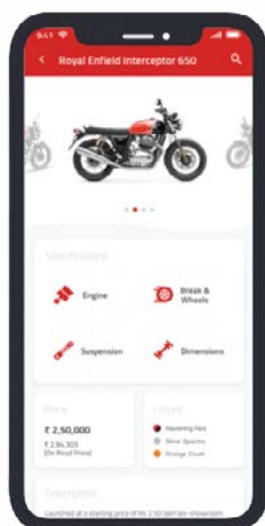 9:41
Royal Enfield Interceptor 650
Specifications
Engine
Break &
Wheels
Suspension
Dimensions
Price
₹ 2,50,000
₹ 2,84,303
(On Road Price)
Colors
Ravishing Red
Silver Spectre
Orange Crush
Description
Launched at a starting price of Rs 2.50 lakh (ex-showroom